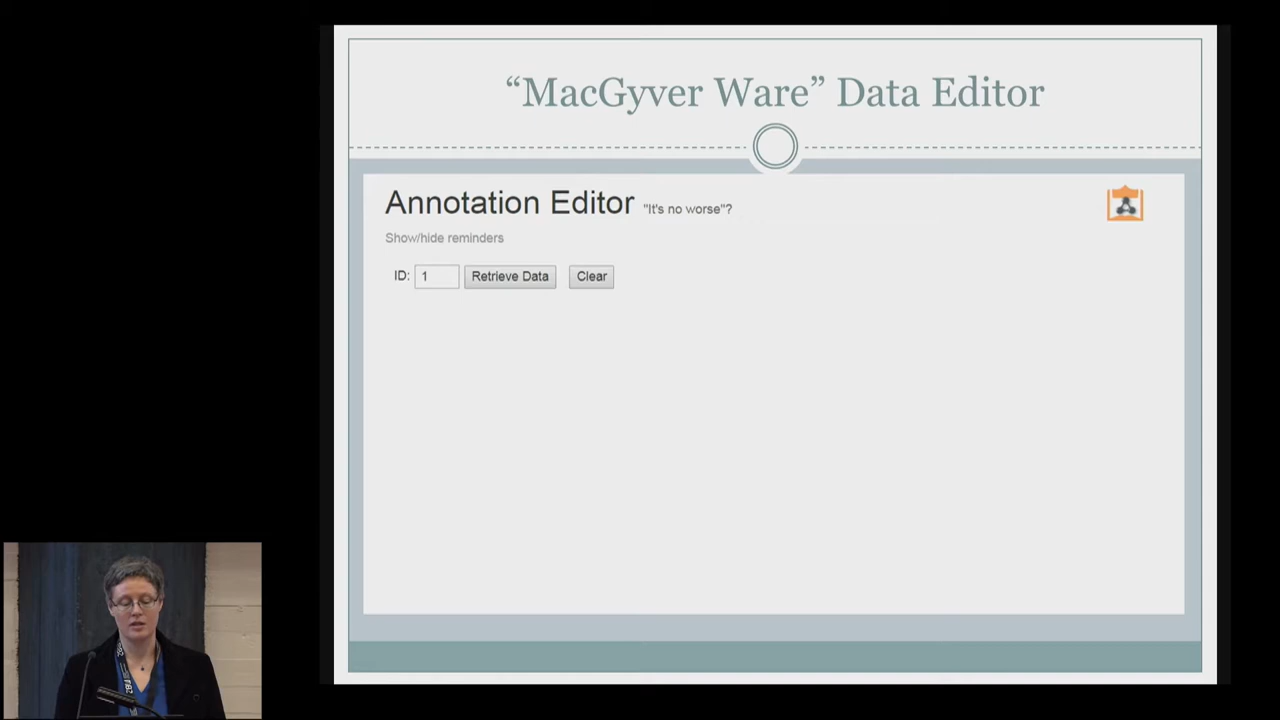 “MacGyver Ware” Data Editor
Annotation Editor "It's no worse"?
Show/hide reminders
ID: 1 Retrieve Data Clear